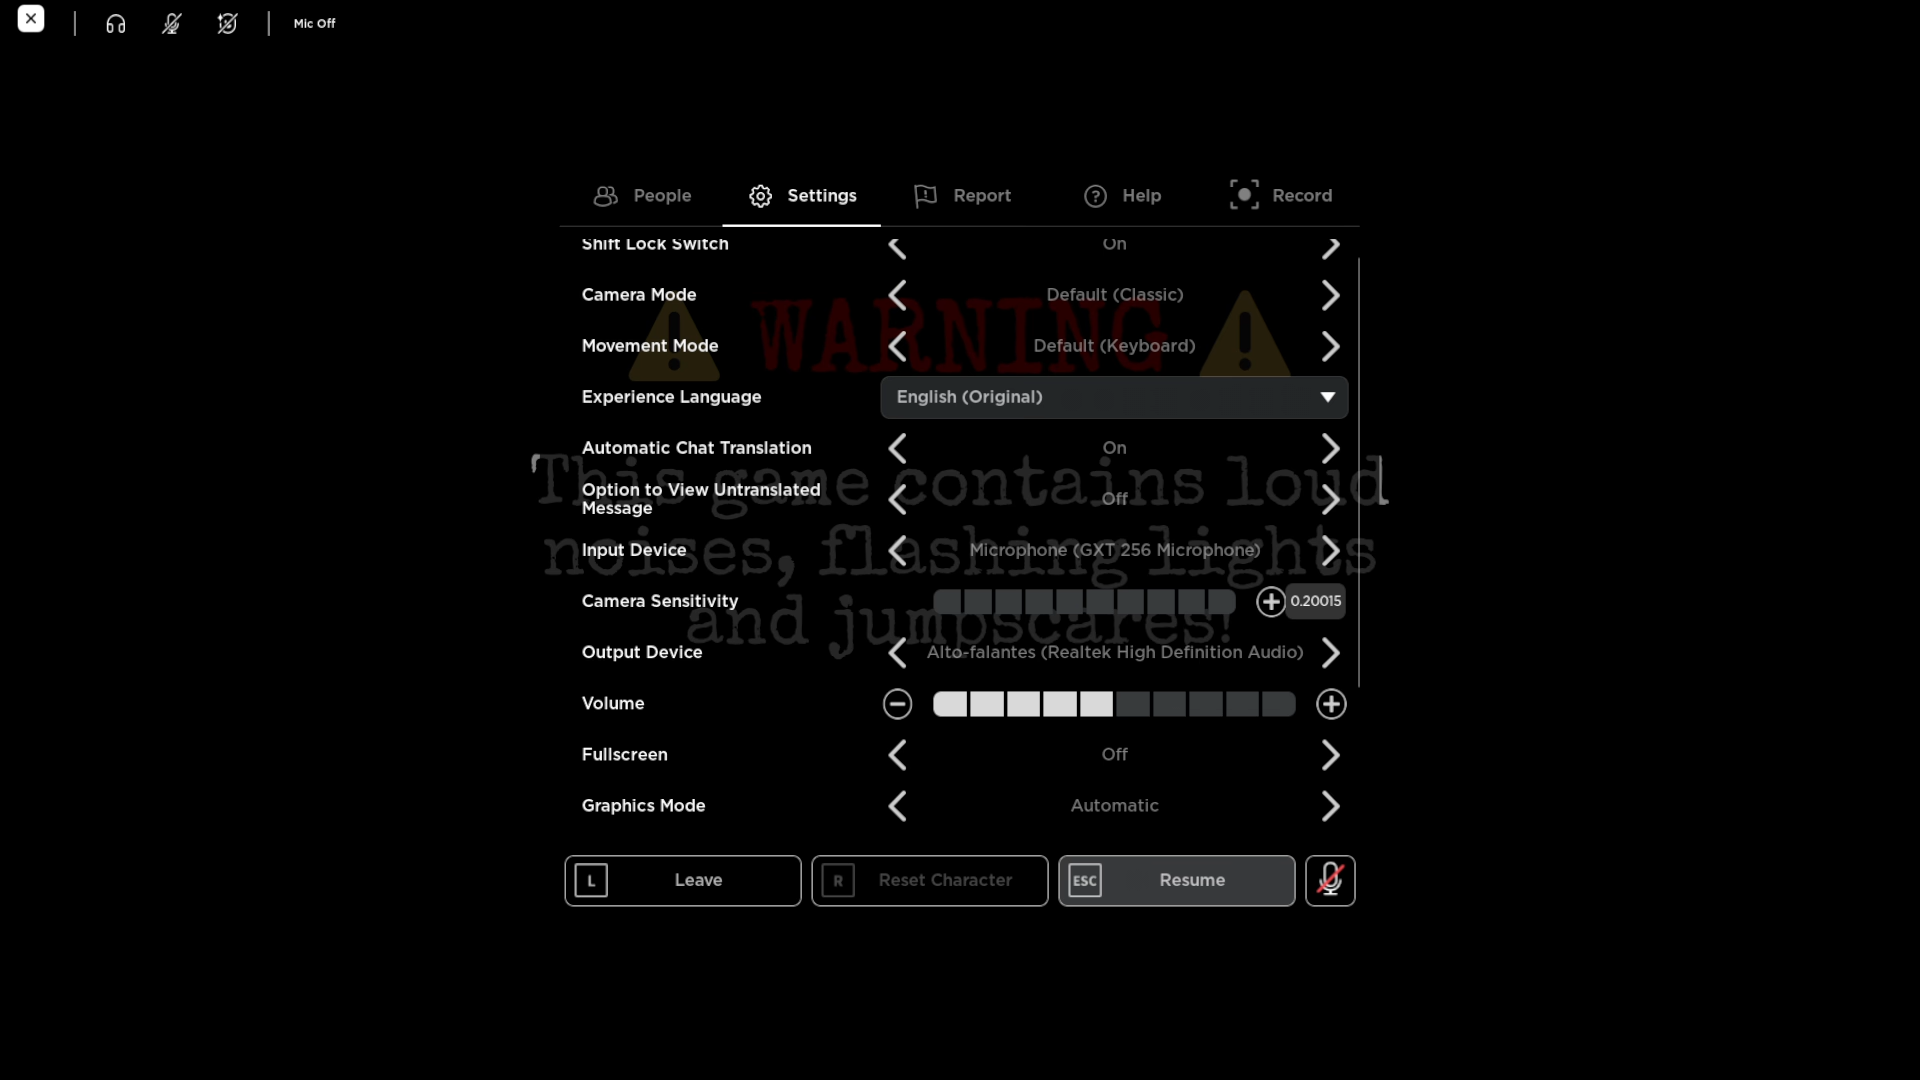 Mic Off
People Settings Report Help Record
Shift Lock Switch On
Camera Mode Default (Classic)
WARNING
Movement Mode Default (Keyboard)
Experience Language English (Original)
Automatic Chat Translation On
This game contains loud
Option to View Untranslated
Message Off
noises, flashing lights
Input Device Microphone (GXT 256 Microphone)
Camera Sensitivity 0.20015
and jumpscares!
Output Device Alto-falantes (Realtek High Definition Audio)
Volume
Fullscreen Off
Graphics Mode Automatic
L Leave R Reset Character ESC Resume